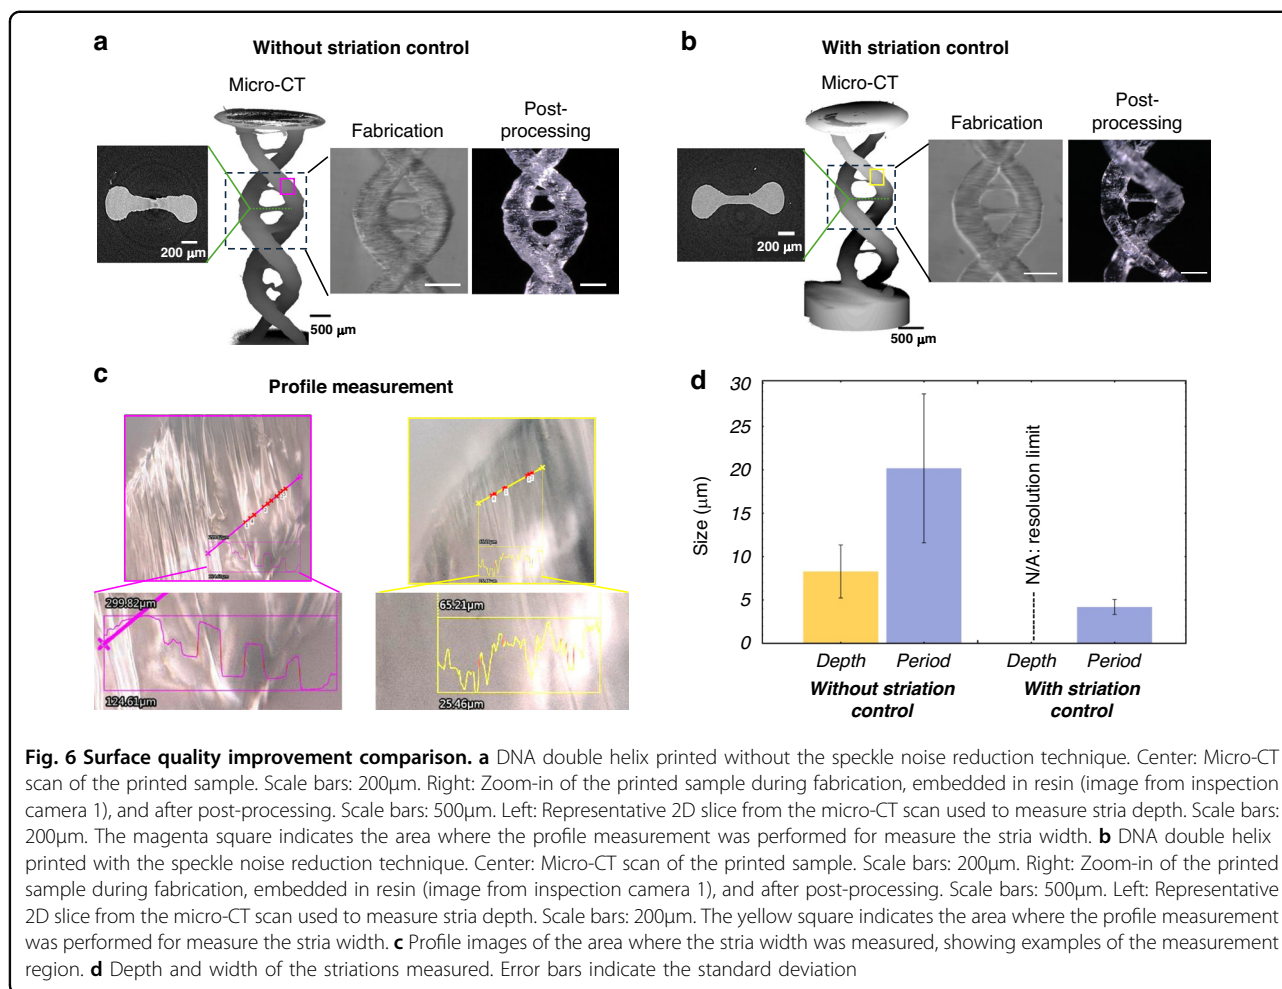 a
Without striation control
Micro-CT
Fabrication
Post-
processing
200 µm
500 µm
b
With striation control
Micro-CT
Fabrication
Post-
processing
200 µm
500 µm
c
Profile measurement
299.82µm
124.61µm
65.21µm
25.46µm
d
Size (µm)
30
25
20
15
10
5
0
N/A: resolution limit
Depth Period Depth Period
Without striation control
With striation control
Fig. 6 Surface quality improvement comparison. a DNA double helix printed without the speckle noise reduction technique. Center: Micro-CT
scan of the printed sample. Scale bars: 200µm. Right: Zoom-in of the printed sample during fabrication, embedded in resin (image from inspection
camera 1), and after post-processing. Scale bars: 500µm. Left: Representative 2D slice from the micro-CT scan used to measure stria depth. Scale bars:
200µm. The magenta square indicates the area where the profile measurement was performed for measure the stria width. b DNA double helix
printed with the speckle noise reduction technique. Center: Micro-CT scan of the printed sample. Scale bars: 200µm. Right: Zoom-in of the printed
sample during fabrication, embedded in resin (image from inspection camera 1), and after post-processing. Scale bars: 500µm. Left: Representative
2D slice from the micro-CT scan used to measure stria depth. Scale bars: 200µm. The yellow square indicates the area where the profile measurement
was performed for measure the stria width. c Profile images of the area where the stria width was measured, showing examples of the measurement
region. d Depth and width of the striations measured. Error bars indicate the standard deviation